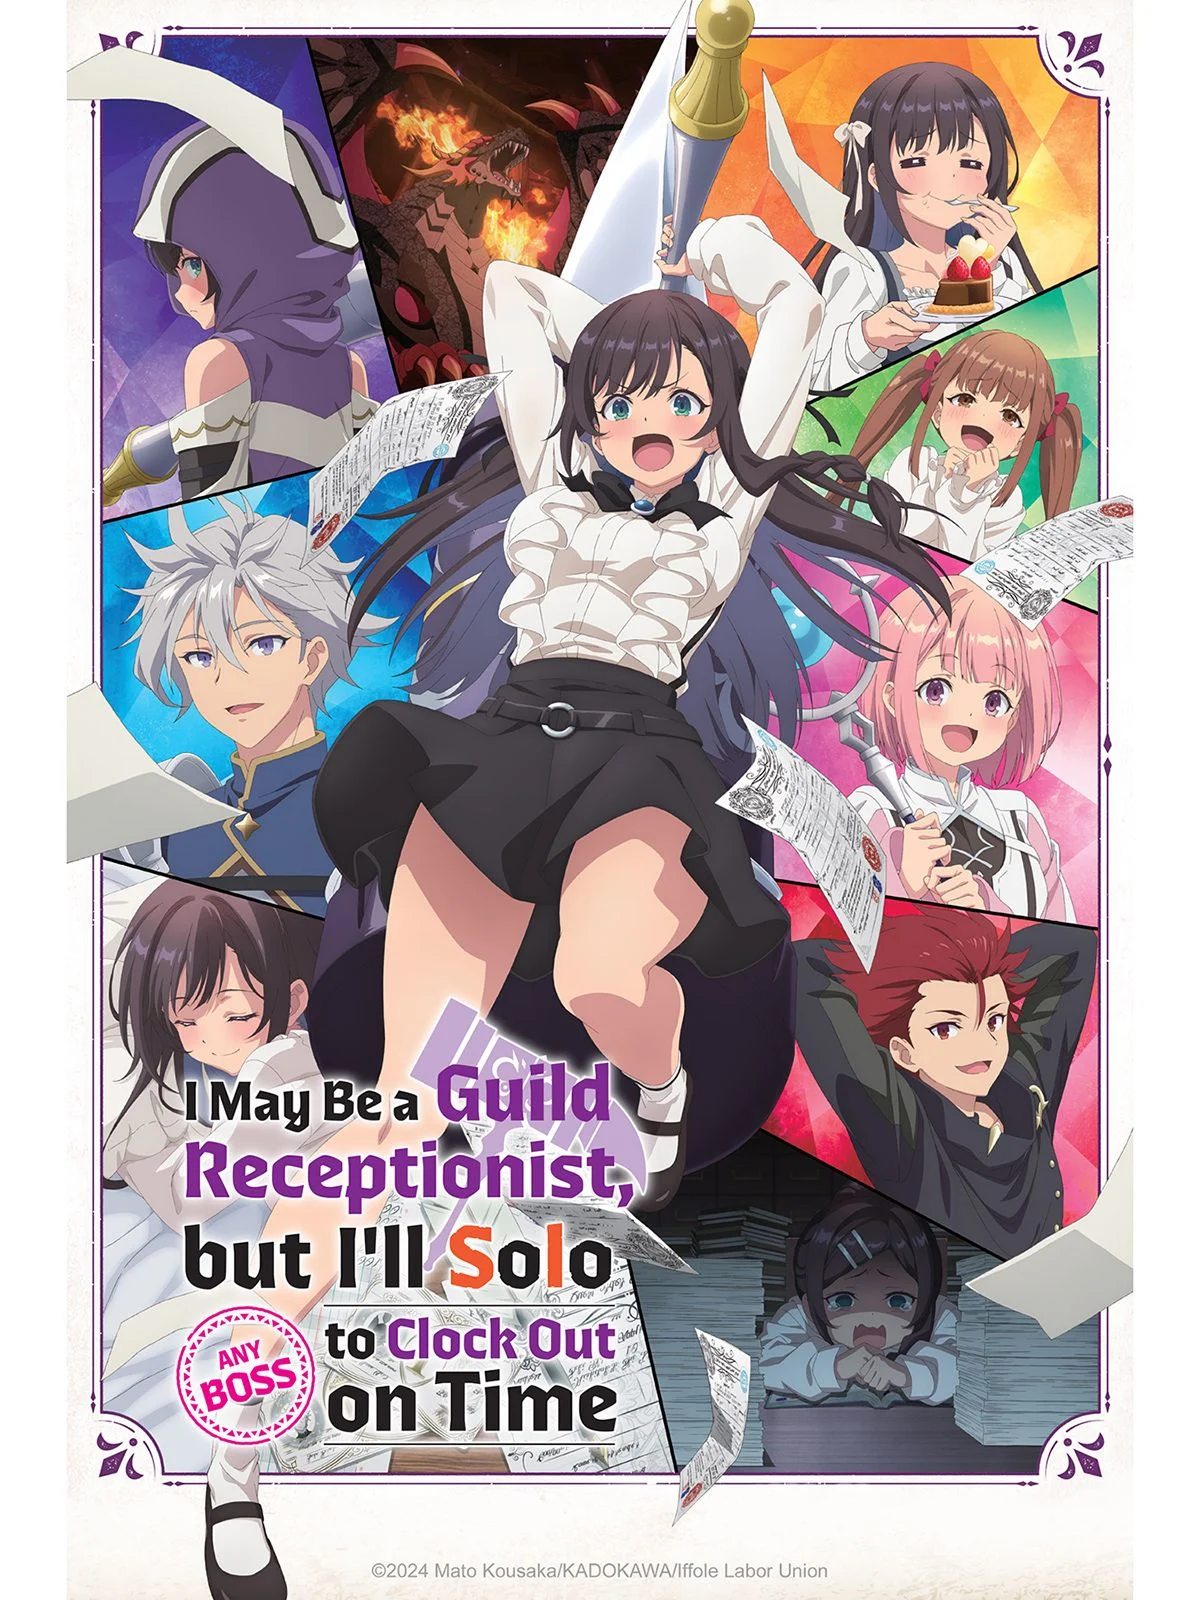 I May Be a Guild
Receptionist,
but I'll Solo
ANY
BOSS
to Clock Out
on Time
©2024 Mato Kousaka/KADOKAWA/Iffole Labor Union